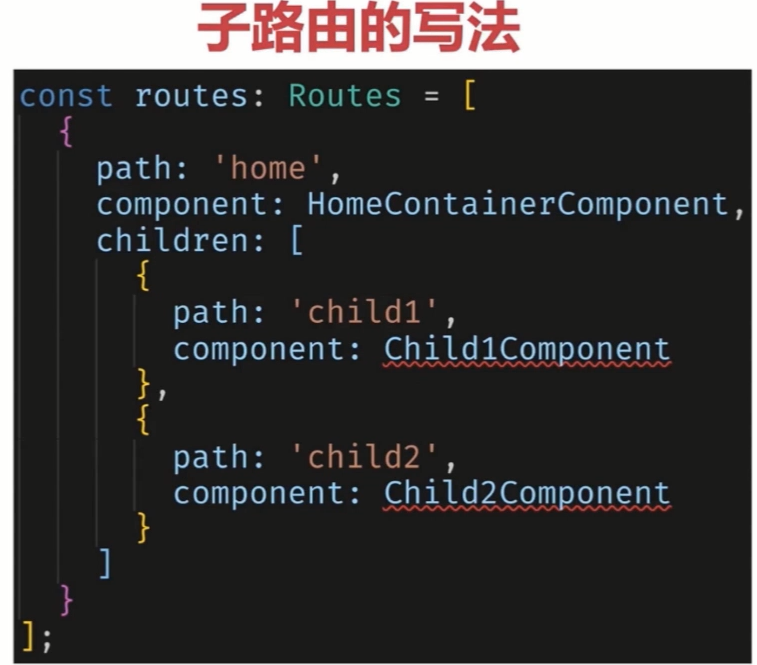 子路由的写法
const routes: Routes = [
  {
    path: 'home',
    component: HomeContainerComponent,
    children: [
      {
        path: 'child1',
        component: Child1Component
      },
      {
        path: 'child2',
        component: Child2Component
      }
    ]
  }
];